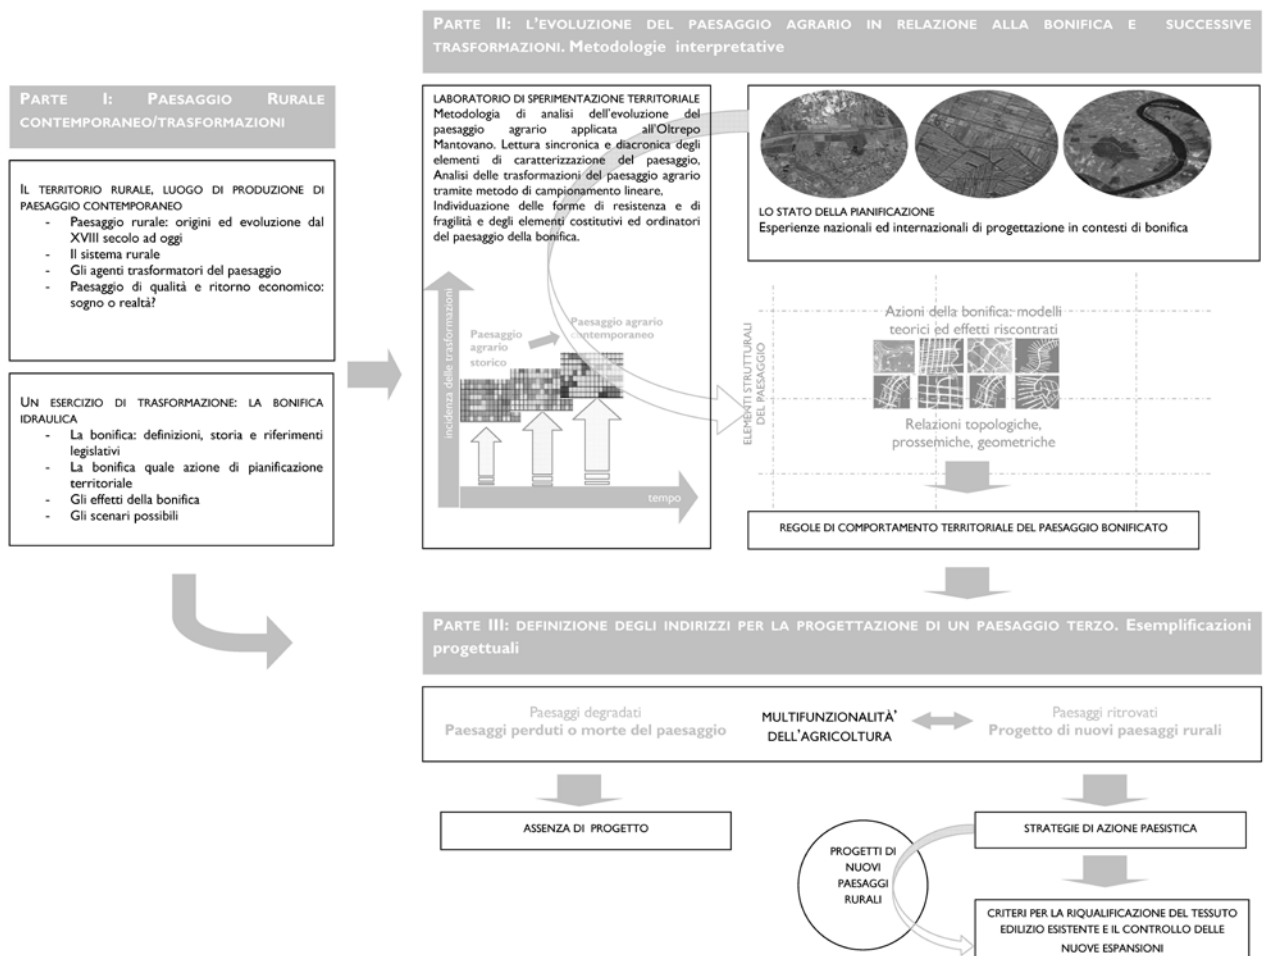 PARTE I: PAESAGGIO RURALE
CONTEMPORANEO/TRASFORMAZIONI
IL TERRITORIO RURALE, LUOGO DI PRODUZIONE DI
PAESAGGIO CONTEMPORANEO
- Paesaggio rurale: origini ed evoluzione dal
XVIII secolo ad oggi
- Il sistema rurale
- Gli agenti trasformatori del paesaggio
- Paesaggio di qualità e ritorno economico:
sogno o realtà?
UN ESERCIZIO DI TRASFORMAZIONE: LA BONIFICA
IDRAULICA
- La bonifica: definizioni, storia e riferimenti
legislativi
- La bonifica quale azione di pianificazione
territoriale
- Gli effetti della bonifica
- Gli scenari possibili
PARTE II: L'EVOLUZIONE DEL PAESAGGIO AGRARIO IN RELAZIONE ALLA BONIFICA E SUCCESSIVE
TRASFORMAZIONI. Metodologie interpretative
LABORATORIO DI SPERIMENTAZIONE TERRITORIALE
Metodologia di analisi dell'evoluzione del
paesaggio agrario applicata all'Oltrepo
Mantovano. Lettura sincronica e diacronica degli
elementi di caratterizzazione del paesaggio,
Analisi delle trasformazioni del paesaggio agrario
tramite metodo di campionamento lineare,
Individuazione delle forme di resistenza e di
fragilità e degli elementi costitutivi ed ordinatori
del paesaggio della bonifica.
incidenza delle trasformazioni
Paesaggio
agrario
storico
Paesaggio agrario
contemporaneo
tempo
LO STATO DELLA PIANIFICAZIONE
Esperienze nazionali ed internazionali di progettazione in contesti di bonifica
ELEMENTI STRUTTURALI
DEL PAESAGGIO
Azioni della bonifica: modelli
teorici ed effetti riscontrati
Relazioni topologiche,
prossemiche, geometriche
REGOLE DI COMPORTAMENTO TERRITORIALE DEL PAESAGGIO BONIFICATO
PARTE III: DEFINIZIONE DEGLI INDIRIZZI PER LA PROGETTAZIONE DI UN PAESAGGIO TERZO. Esemplificazioni
progettuali
Paesaggi degradati
Paesaggi perduti o morte del paesaggio
MULTIFUNZIONALITÀ'
DELL'AGRICOLTURA
Paesaggi ritrovati
Progetto di nuovi paesaggi rurali
ASSENZA DI PROGETTO
STRATEGIE DI AZIONE PAESISTICA
PROGETTI DI
NUOVI
PAESAGGI
RURALI
CRITERI PER LA RIQUALIFICAZIONE DEL TESSUTO
EDILIZIO ESISTENTE E IL CONTROLLO DELLE
NUOVE ESPANSIONI